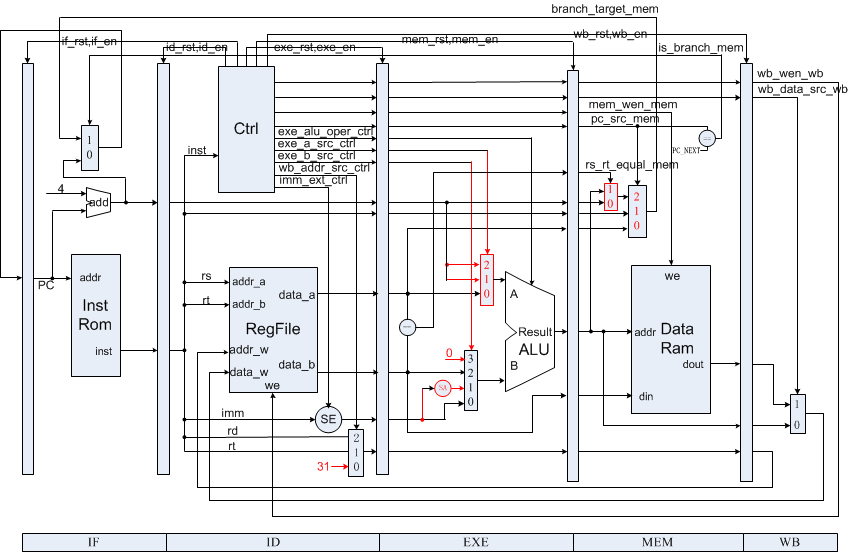 branch_target_mem
if_rst,if_en
id_rst,id_en
exe_rst,exe_en
mem_rst,mem_en
wb_rst,wb_en
is_branch_mem
wb_wen_wb
wb_data_src_wb
mem_wen_mem
pc_src_mem
PC_NEXT
==
Ctrl
inst
exe_alu_oper_ctrl
exe_a_src_ctrl
exe_b_src_ctrl
wb_addr_src_ctrl
imm_ext_ctrl
rs_rt_equal_mem
1
0
4
add
1
0
2
1
0
PC
addr
Inst
Rom
inst
rs
rt
addr_a
addr_b
RegFile
addr_w
data_w
we
data_a
data_b
2
1
0
==
A
B
Result
ALU
0
3
2
1
0
SA
we
addr
Data
Ram
dout
din
1
0
imm
SE
rd
rt
31
2
1
0
IF
ID
EXE
MEM
WB